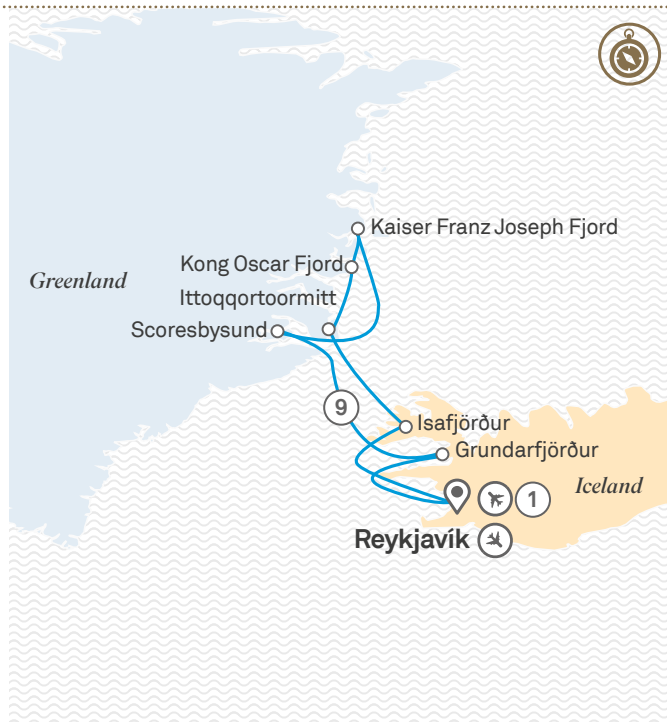 Kaiser Franz Joseph Fjord
Kong Oscar Fjord
Greenland
Ittoqqortoormitt
Scoresbysund
9
Isafjörður
Grundarfjörður
Iceland
1
Reykjavík